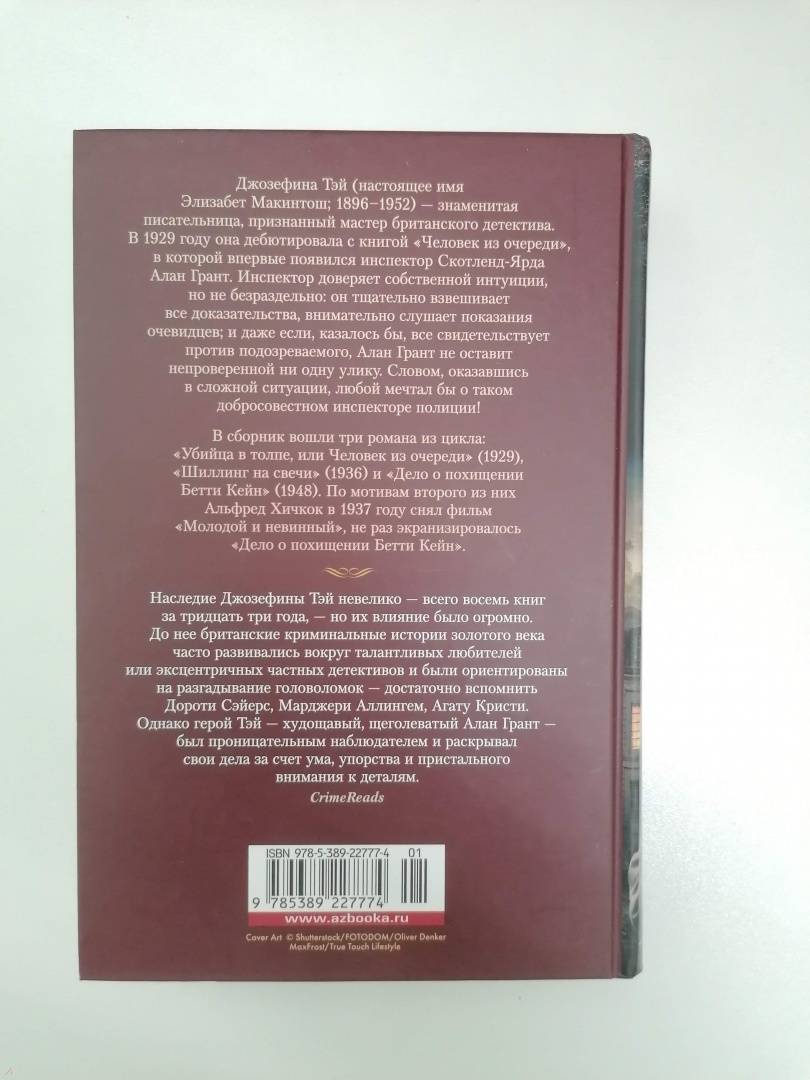 Джозефина Тэй (настоящее имя
Элизабет Макинтош; 1896–1952) — знаменитая
писательница, признанный мастер британского детектива.
В 1929 году она дебютировала с книгой «Человек из очереди»,
в которой впервые появился инспектор Скотленд-Ярда
Алан Грант. Инспектор доверяет собственной интуиции,
но не безраздельно: он тщательно взвешивает
все доказательства, внимательно слушает показания
очевидцев; и даже если, казалось бы, все свидетельствует
против подозреваемого, Алан Грант не оставит
непроверенной ни одну улику. Словом, оказавшись
в сложной ситуации, любой мечтал бы о таком
добросовестном инспекторе полиции!
В сборник вошли три романа из цикла:
«Убийца в толпе, или Человек из очереди» (1929),
«Шиллинг на свечи» (1936) и «Дело о похищении
Бетти Кейн» (1948). По мотивам второго из них
Альфред Хичкок в 1937 году снял фильм
«Молодой и невинный», не раз экранизировалось
«Дело о похищении Бетти Кейн».
Наследие Джозефины Тэй невелико — всего восемь книг
за тридцать три года, — но их влияние было огромно.
До нее британские криминальные истории золотого века
часто развивались вокруг талантливых любителей
или эксцентричных частных детективов и были ориентированы
на разгадывание головоломок — достаточно вспомнить
Дороти Сэйерс, Марджери Аллингем, Агату Кристи.
Однако герой Тэй — худощавый, щеголеватый Алан Грант —
был проницательным наблюдателем и раскрывал
свои дела за счет ума, упорства и пристального
внимания к деталям.
CrimeReads
ISBN 978-5-389-22777-4 01
9 785389 227774
www.azbooka.ru
Cover Art © Shutterstock/FOTODOM/Oliver Denker
MaxFrost/True Touch Lifestyle